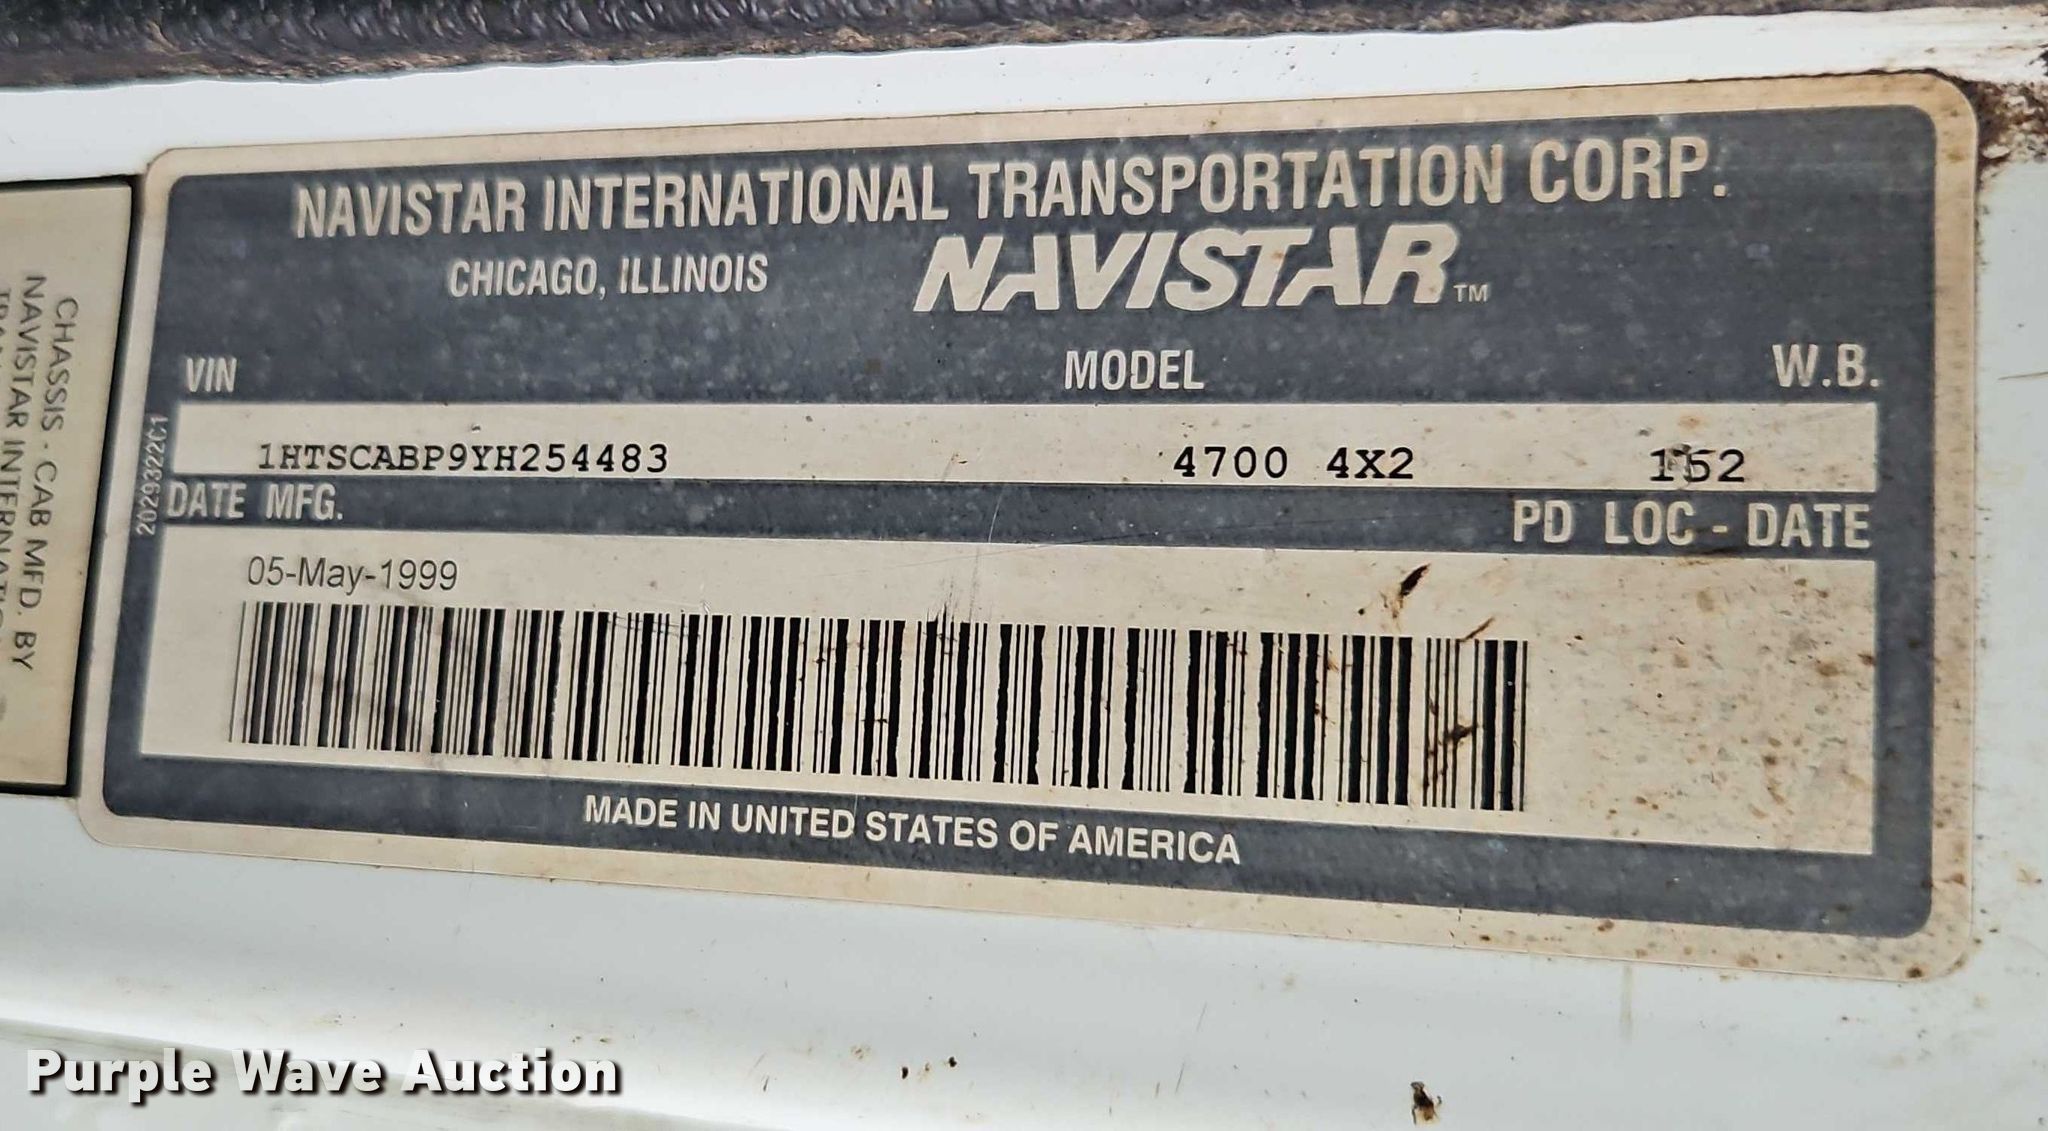 NAVISTAR INTERNATIONAL TRANSPORTATION CORP.
CHICAGO, ILLINOIS NAVISTAR™
VIN MODEL W.B.
1HTSCABP9YH254483 4700 4X2 152
2029322C1
DATE MFG. PD LOC - DATE
05-May-1999
MADE IN UNITED STATES OF AMERICA
CHASSIS - CAB MFD. BY
NAVISTAR INTERNATIONAL
Purple Wave Auction